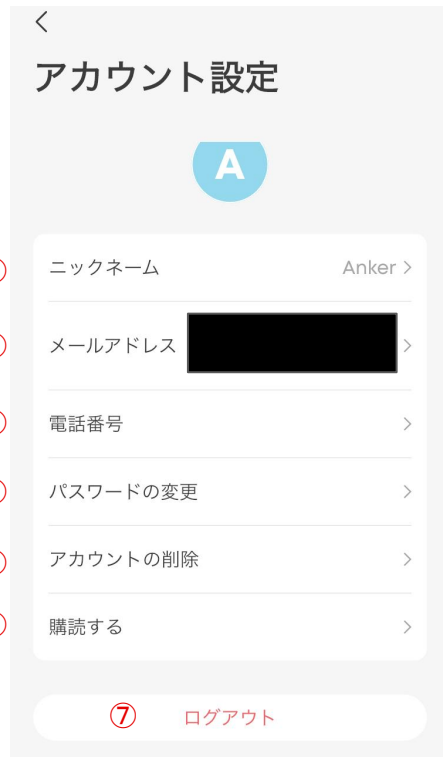 アカウント設定
A
ニックネーム Anker >
メールアドレス >
電話番号 >
パスワードの変更 >
アカウントの削除 >
購読する >
⑦ ログアウト